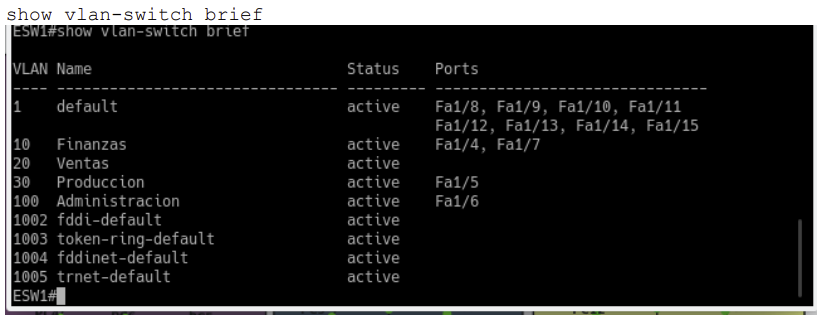 show vlan-switch brief
ESW1#show vlan-switch brief
VLAN Name                             Status    Ports
---- -------------------------------- --------- -------------------------------
1    default                          active    Fa1/8, Fa1/9, Fa1/10, Fa1/11
                                                Fa1/12, Fa1/13, Fa1/14, Fa1/15
10   Finanzas                         active    Fa1/4, Fa1/7
20   Ventas                           active
30   Produccion                       active    Fa1/5
100  Administracion                   active    Fa1/6
1002 fddi-default                     active
1003 token-ring-default               active
1004 fddinet-default                  active
1005 trnet-default                    active
ESW1#